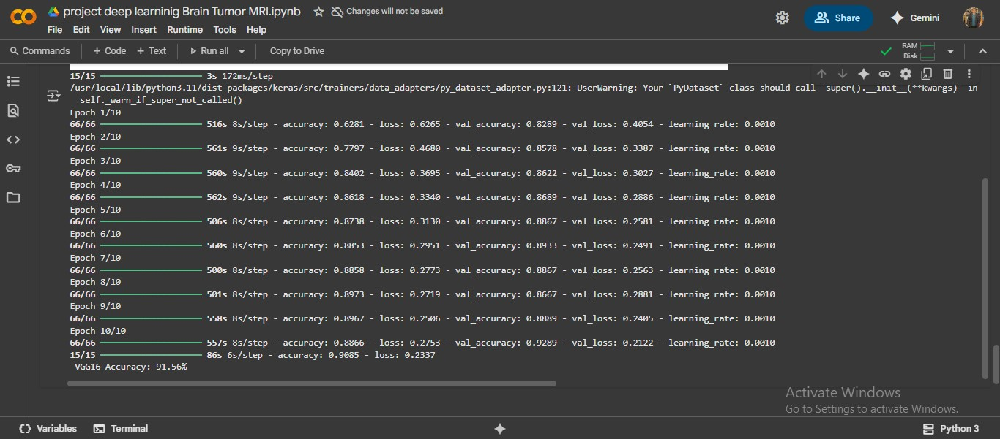 project deep learninig Brain Tumor MRI.ipynb
Changes will not be saved
Share
Gemini
File Edit View Insert Runtime Tools Help
Commands + Code + Text Run all Copy to Drive
RAM
Disk
15/15 3s 172ms/step
/usr/local/lib/python3.11/dist-packages/keras/src/trainers/data_adapters/py_dataset_adapter.py:121: UserWarning: Your `PyDataset` class should call `super().__init__(**kwargs)` in
self._warn_if_super_not_called()
Epoch 1/10
66/66 516s 8s/step - accuracy: 0.6281 - loss: 0.6265 - val_accuracy: 0.8289 - val_loss: 0.4054 - learning_rate: 0.0010
Epoch 2/10
66/66 561s 9s/step - accuracy: 0.7797 - loss: 0.4680 - val_accuracy: 0.8578 - val_loss: 0.3387 - learning_rate: 0.0010
Epoch 3/10
66/66 560s 9s/step - accuracy: 0.8402 - loss: 0.3695 - val_accuracy: 0.8622 - val_loss: 0.3027 - learning_rate: 0.0010
Epoch 4/10
66/66 562s 9s/step - accuracy: 0.8618 - loss: 0.3340 - val_accuracy: 0.8689 - val_loss: 0.2886 - learning_rate: 0.0010
Epoch 5/10
66/66 506s 8s/step - accuracy: 0.8738 - loss: 0.3130 - val_accuracy: 0.8867 - val_loss: 0.2581 - learning_rate: 0.0010
Epoch 6/10
66/66 560s 8s/step - accuracy: 0.8853 - loss: 0.2951 - val_accuracy: 0.8933 - val_loss: 0.2491 - learning_rate: 0.0010
Epoch 7/10
66/66 500s 8s/step - accuracy: 0.8858 - loss: 0.2773 - val_accuracy: 0.8867 - val_loss: 0.2563 - learning_rate: 0.0010
Epoch 8/10
66/66 501s 8s/step - accuracy: 0.8973 - loss: 0.2719 - val_accuracy: 0.8667 - val_loss: 0.2881 - learning_rate: 0.0010
Epoch 9/10
66/66 558s 8s/step - accuracy: 0.8967 - loss: 0.2506 - val_accuracy: 0.8889 - val_loss: 0.2405 - learning_rate: 0.0010
Epoch 10/10
66/66 557s 8s/step - accuracy: 0.8866 - loss: 0.2753 - val_accuracy: 0.9289 - val_loss: 0.2122 - learning_rate: 0.0010
15/15 86s 6s/step - accuracy: 0.9085 - loss: 0.2337
VGG16 Accuracy: 91.56%
Activate Windows
Go to Settings to activate Windows.
Variables Terminal Python 3